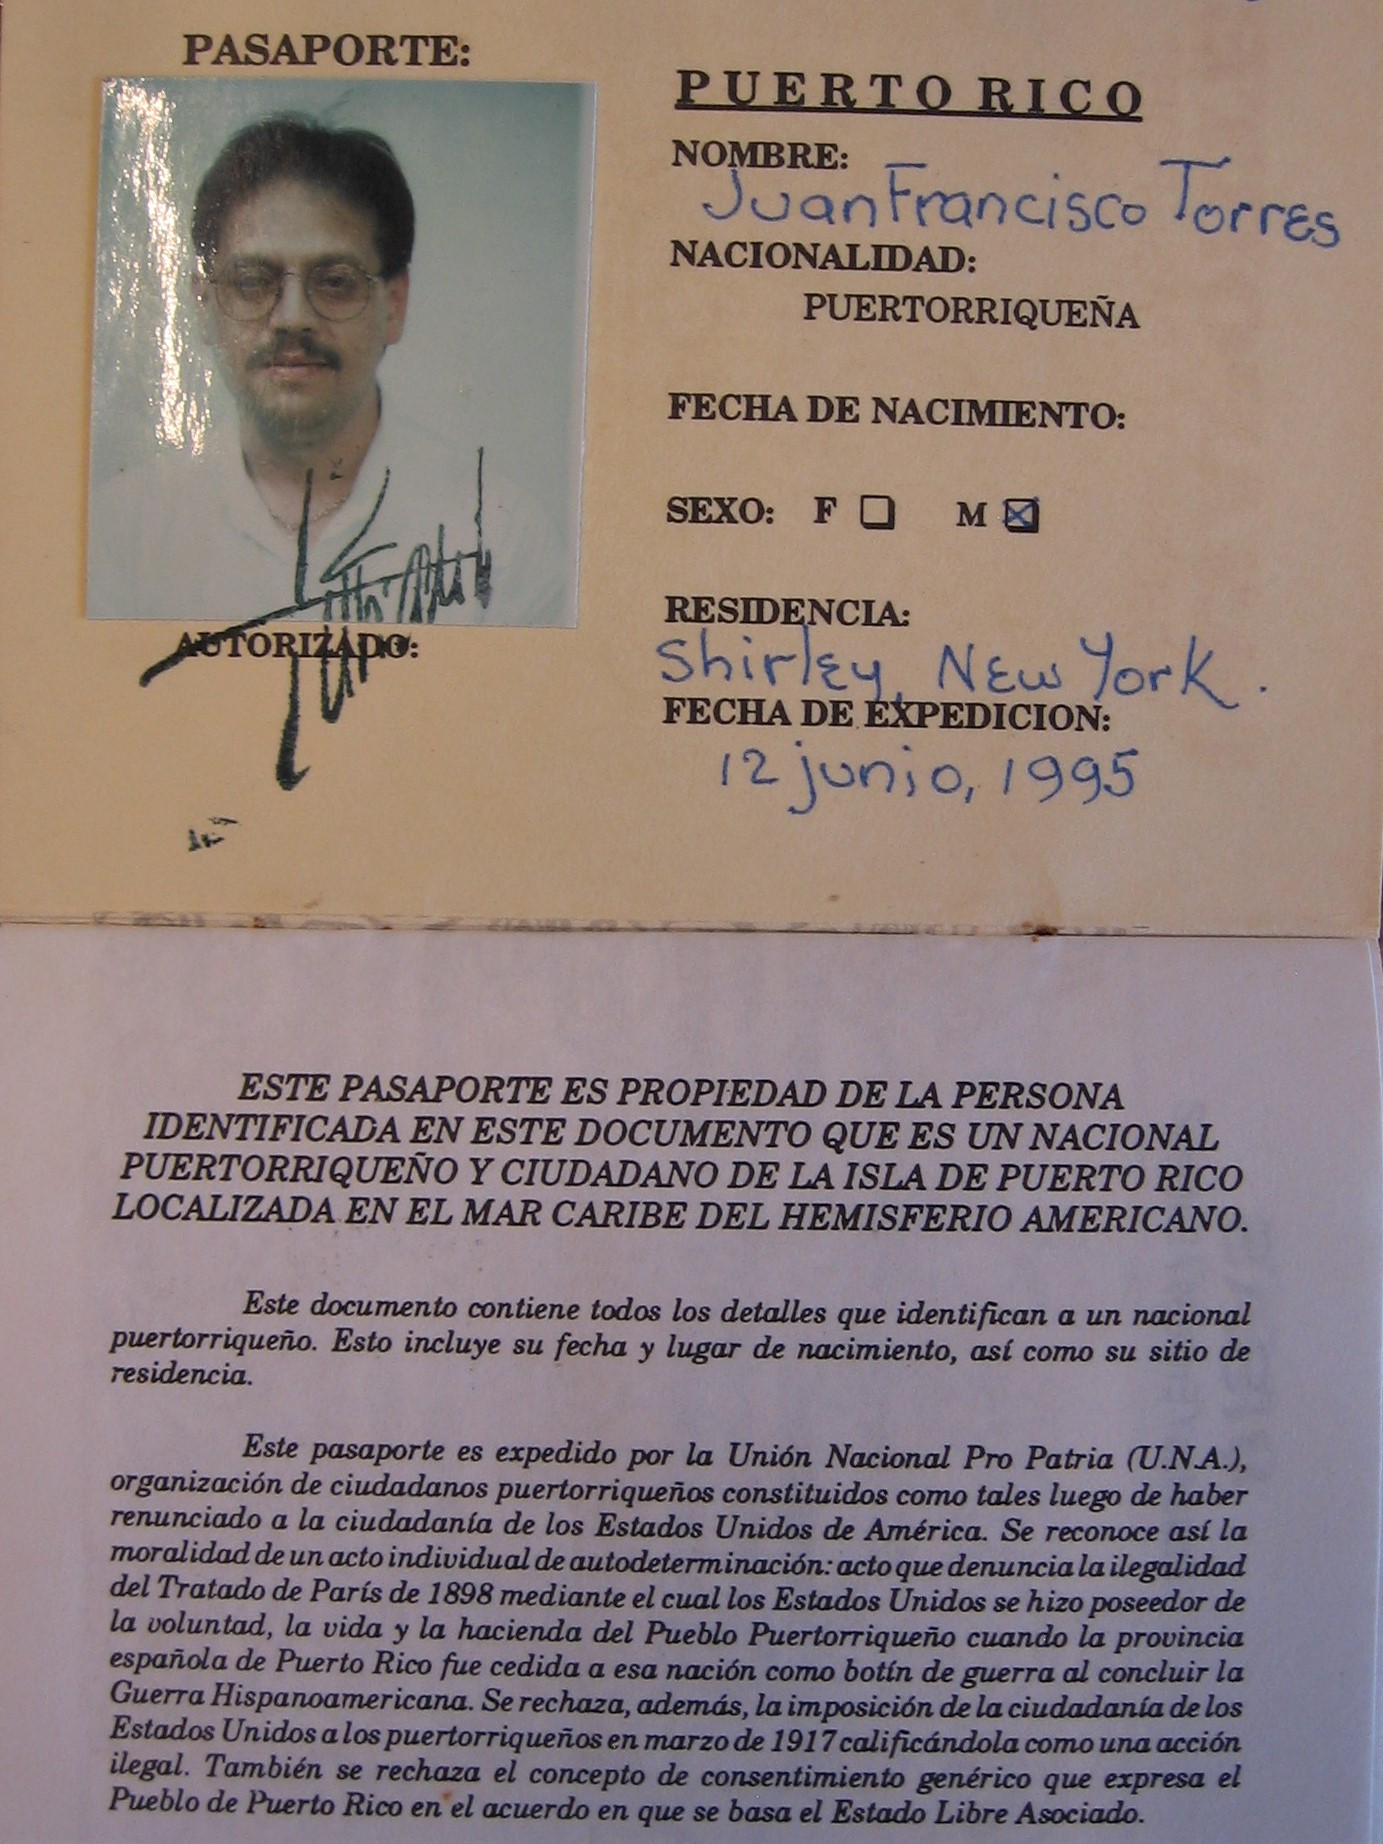 PASAPORTE:
PUERTO RICO
NOMBRE:
Juan Francisco Torres
NACIONALIDAD:
PUERTORRIQUEÑA
FECHA DE NACIMIENTO:
SEXO: F M
RESIDENCIA:
Shirley, New York.
FECHA DE EXPEDICION:
12 junio, 1995
AUTORIZADO:
ESTE PASAPORTE ES PROPIEDAD DE LA PERSONA
IDENTIFICADA EN ESTE DOCUMENTO QUE ES UN NACIONAL
PUERTORRIQUEÑO Y CIUDADANO DE LA ISLA DE PUERTO RICO
LOCALIZADA EN EL MAR CARIBE DEL HEMISFERIO AMERICANO.
Este documento contiene todos los detalles que identifican a un nacional
puertorriqueño. Esto incluye su fecha y lugar de nacimiento, así como su sitio de
residencia.
Este pasaporte es expedido por la Unión Nacional Pro Patria (U.N.A.),
organización de ciudadanos puertorriqueños constituidos como tales luego de haber
renunciado a la ciudadanía de los Estados Unidos de América. Se reconoce así la
moralidad de un acto individual de autodeterminación: acto que denuncia la ilegalidad
del Tratado de París de 1898 mediante el cual los Estados Unidos se hizo poseedor de
la voluntad, la vida y la hacienda del Pueblo Puertorriqueño cuando la provincia
española de Puerto Rico fue cedida a esa nación como botín de guerra al concluir la
Guerra Hispanoamericana. Se rechaza, además, la imposición de la ciudadanía de los
Estados Unidos a los puertorriqueños en marzo de 1917 calificándola como una acción
ilegal. También se rechaza el concepto de consentimiento genérico que expresa el
Pueblo de Puerto Rico en el acuerdo en que se basa el Estado Libre Asociado.